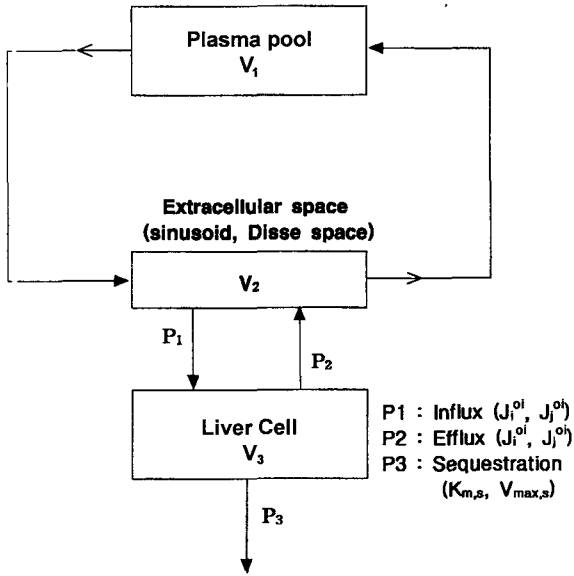 Plasma pool
V₁
Extracellular space
(sinusoid, Disse space)
V₂
P₁
P₂
Liver Cell
V₃
P1 : Influx (Jᵢᵒⁱ, Jⱼᵒⁱ)
P2 : Efflux (Jᵢᵒⁱ, Jⱼᵒⁱ)
P3 : Sequestration
(Kₘ,ₛ, Vₘₐₓ,ₛ)
P₃